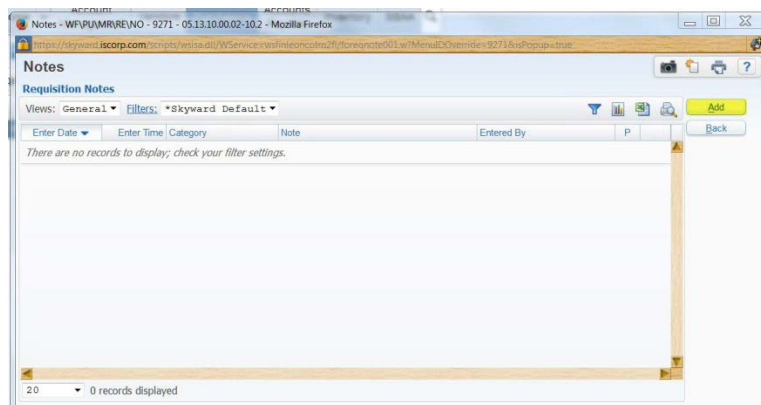 Notes - WF\PU\MR\RE\NO - 9271 - 05.13.10.00.02-10.2 - Mozilla Firefox
https://skyward.iscorp.com/scripts/wsisa.dll/WService=wsfinleoncotm2fl/foreqnote001.w?MenuIDOverride=9271&isPopup=true
Notes
?
Requisition Notes
Views: General Filters: *Skyward Default
Add
Enter Date Enter Time Category Note Entered By P
Back
There are no records to display; check your filter settings.
20 0 records displayed